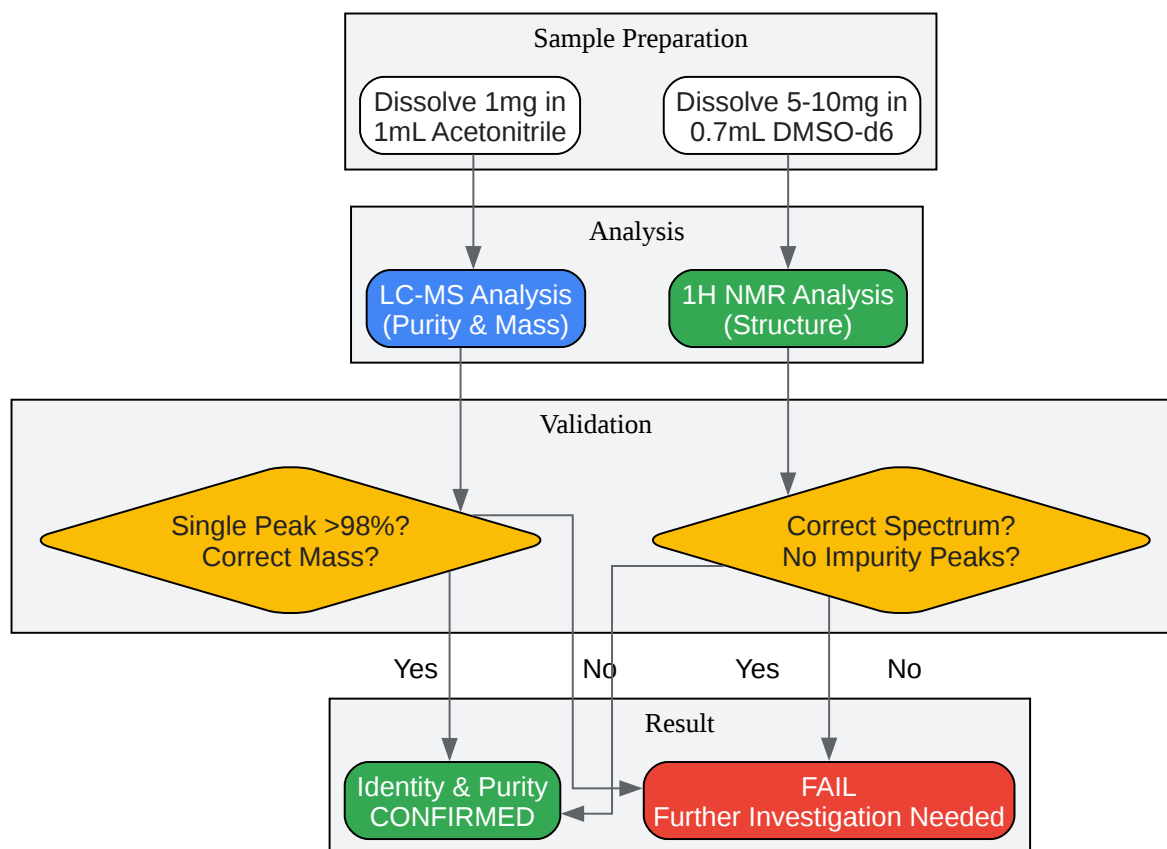 Sample Preparation
Dissolve 1mg in
1mL Acetonitrile
Dissolve 5-10mg in
0.7mL DMSO-d6
Analysis
LC-MS Analysis
(Purity & Mass)
1H NMR Analysis
(Structure)
Validation
Single Peak >98%?
Correct Mass?
Correct Spectrum?
No Impurity Peaks?
Yes
No
Yes
No
Result
Identity & Purity
CONFIRMED
FAIL
Further Investigation Needed